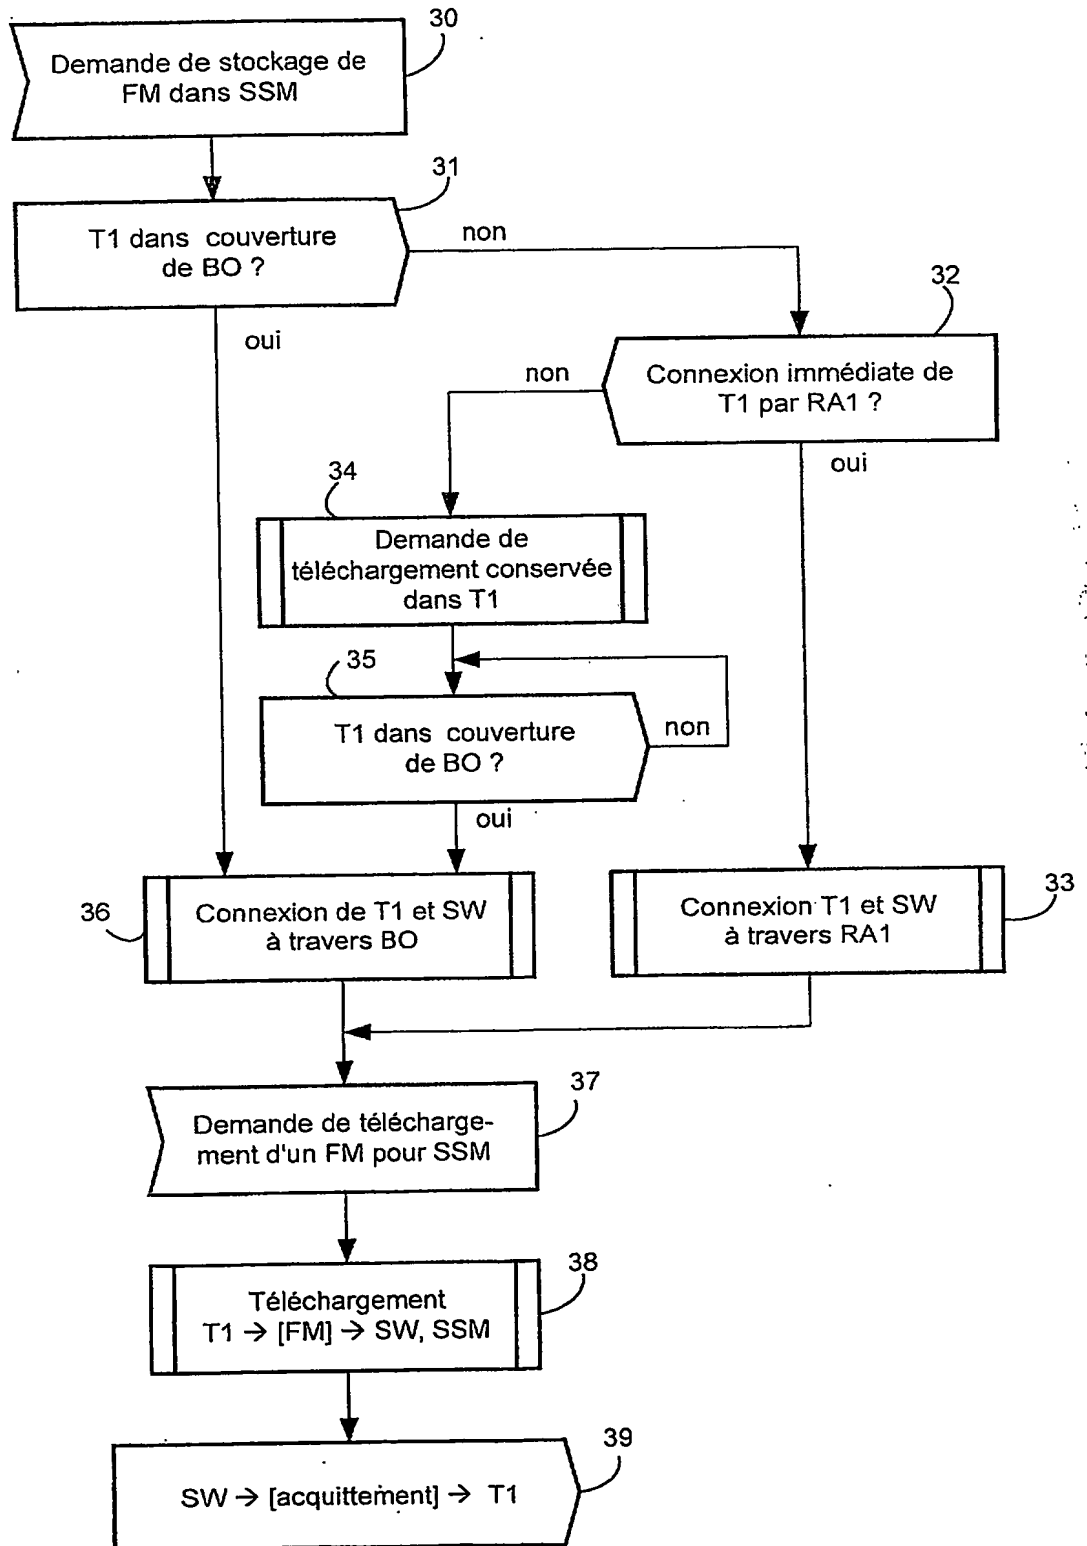 30
Demande de stockage de
FM dans SSM
31
T1 dans couverture
de BO ?
non
oui
32
Connexion immédiate de
T1 par RA1 ?
non
oui
34
Demande de
téléchargement conservée
dans T1
35
T1 dans couverture
de BO ?
non
oui
36
Connexion de T1 et SW
à travers BO
Connexion T1 et SW
à travers RA1
33
37
Demande de télécharge-
ment d'un FM pour SSM
38
Téléchargement
T1 → [FM] → SW, SSM
39
SW → [acquittement] → T1